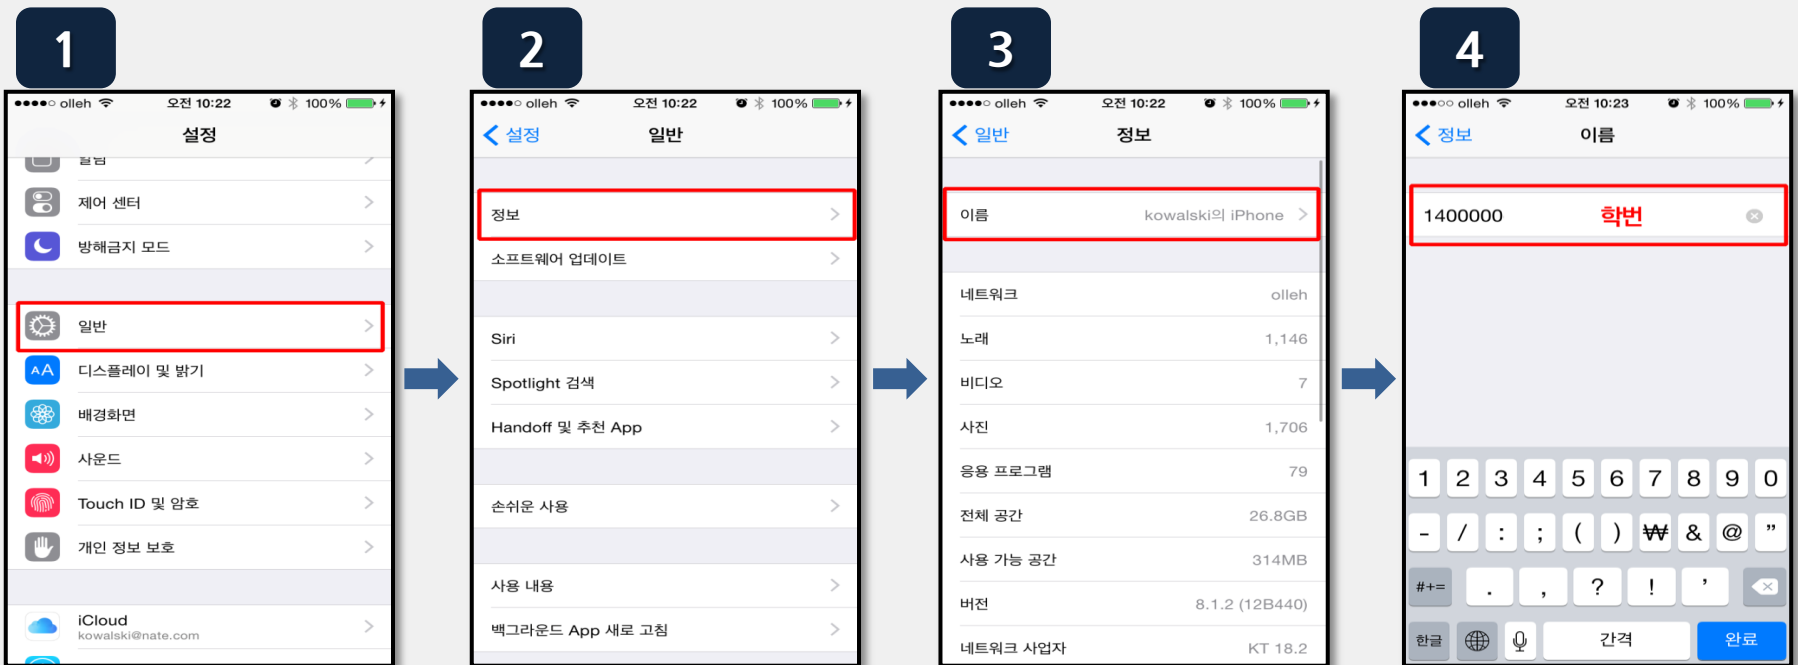 1
olleh 오전 10:22 100%
설정
알림
제어 센터
방해금지 모드
일반
AA 디스플레이 및 밝기
배경화면
사운드
Touch ID 및 암호
개인 정보 보호
iCloud
kowalski@nate.com
2
olleh 오전 10:22 100%
설정 일반
정보
소프트웨어 업데이트
Siri
Spotlight 검색
Handoff 및 추천 App
손쉬운 사용
사용 내용
백그라운드 App 새로 고침
3
olleh 오전 10:22 100%
일반 정보
이름 kowalski의 iPhone
네트워크 olleh
노래 1,146
비디오 7
사진 1,706
응용 프로그램 79
전체 공간 26.8GB
사용 가능 공간 314MB
버전 8.1.2 (12B440)
네트워크 사업자 KT 18.2
4
olleh 오전 10:23 100%
정보 이름
1400000 학번
1 2 3 4 5 6 7 8 9 0
- / : ; ( ) ₩ & @ ”
#+= . , ? ! ’
한글 간격 완료